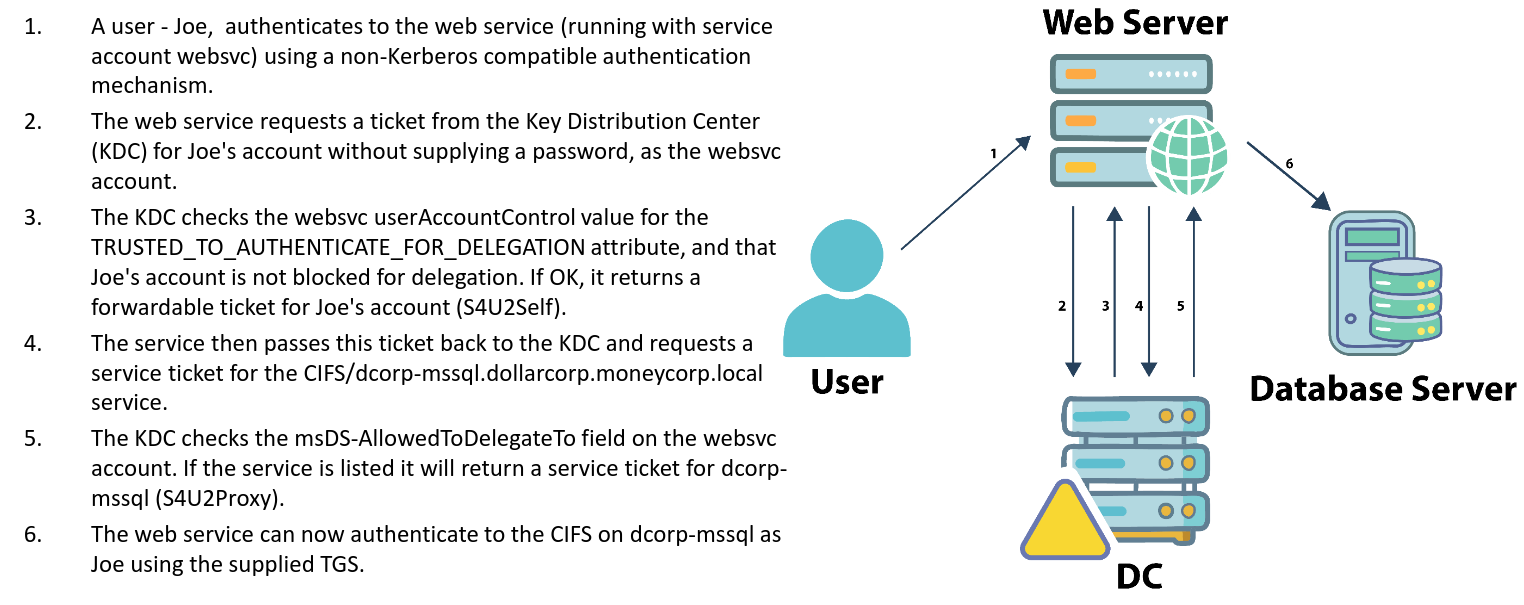 1. A user - Joe,  authenticates to the web service (running with service
account websvc) using a non-Kerberos compatible authentication
mechanism.
2. The web service requests a ticket from the Key Distribution Center
(KDC) for Joe's account without supplying a password, as the websvc
account.
3. The KDC checks the websvc userAccountControl value for the
TRUSTED_TO_AUTHENTICATE_FOR_DELEGATION attribute, and that
Joe's account is not blocked for delegation. If OK, it returns a
forwardable ticket for Joe's account (S4U2Self).
4. The service then passes this ticket back to the KDC and requests a
service ticket for the CIFS/dcorp-mssql.dollarcorp.moneycorp.local
service.
5. The KDC checks the msDS-AllowedToDelegateTo field on the websvc
account. If the service is listed it will return a service ticket for dcorp-
mssql (S4U2Proxy).
6. The web service can now authenticate to the CIFS on dcorp-mssql as
Joe using the supplied TGS.
Web Server
1
6
2
3
4
5
User
Database Server
DC